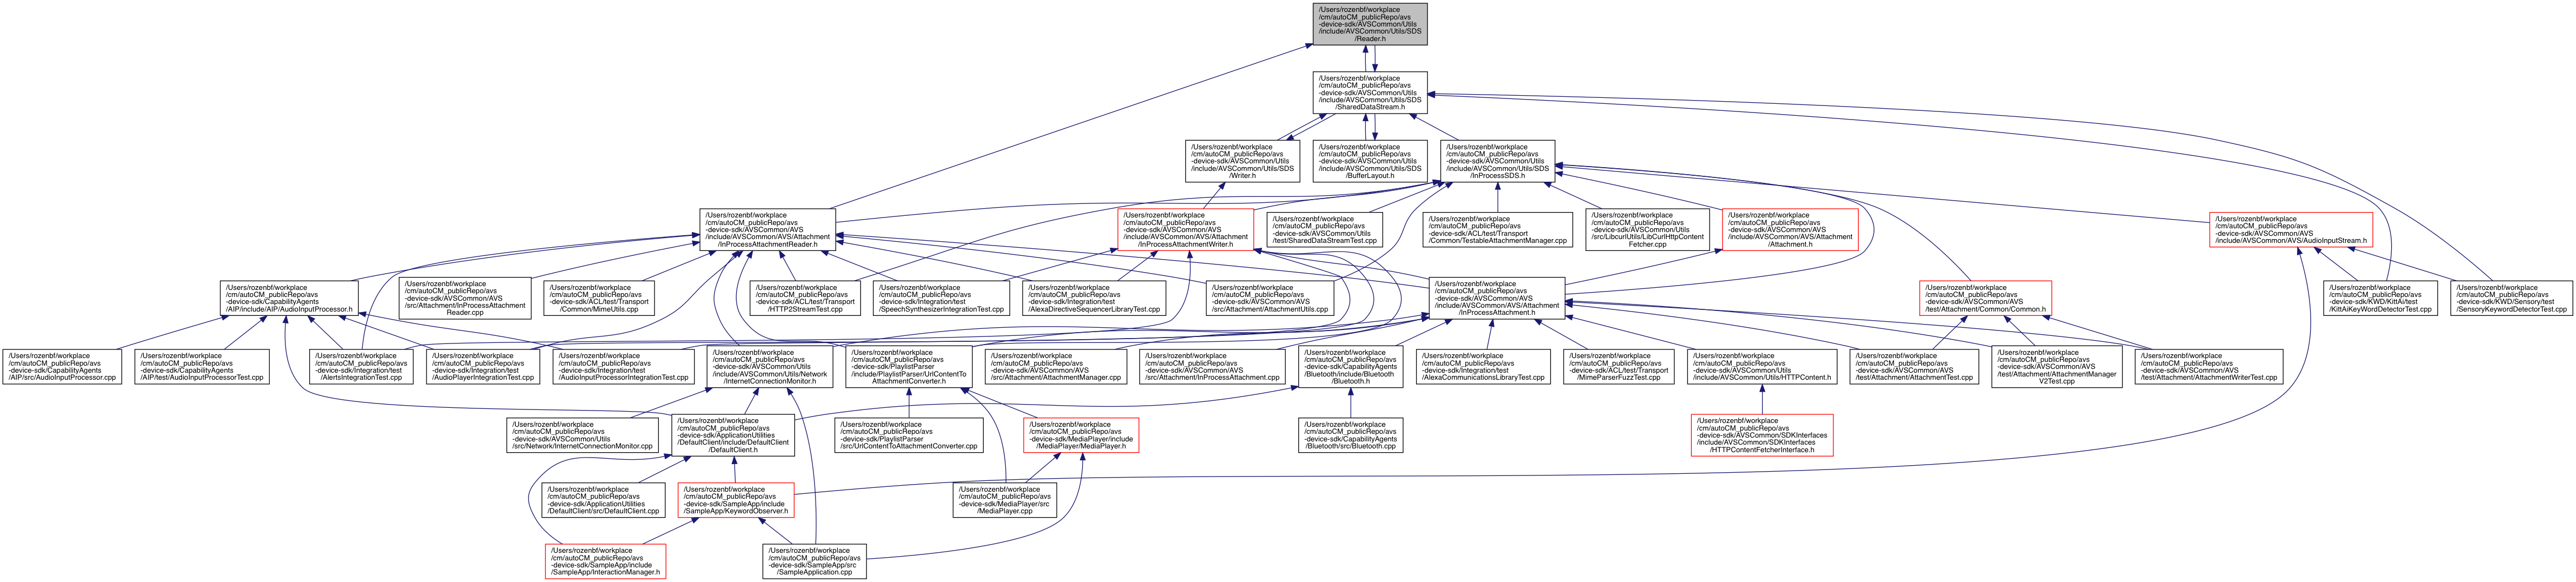 /Users/rozenbf/workplace
/cm/autoCM_publicRepo/avs
-device-sdk/AVSCommon/Utils
/include/AVSCommon/Utils/SDS
/Reader.h
/Users/rozenbf/workplace
/cm/autoCM_publicRepo/avs
-device-sdk/AVSCommon/Utils
/include/AVSCommon/Utils/SDS
/SharedDataStream.h
/Users/rozenbf/workplace
/cm/autoCM_publicRepo/avs
-device-sdk/AVSCommon/Utils
/include/AVSCommon/Utils/SDS
/Writer.h
/Users/rozenbf/workplace
/cm/autoCM_publicRepo/avs
-device-sdk/AVSCommon/Utils
/include/AVSCommon/Utils/SDS
/BufferLayout.h
/Users/rozenbf/workplace
/cm/autoCM_publicRepo/avs
-device-sdk/AVSCommon/Utils
/include/AVSCommon/Utils/SDS
/InProcessSDS.h
/Users/rozenbf/workplace
/cm/autoCM_publicRepo/avs
-device-sdk/AVSCommon/AVS
/include/AVSCommon/AVS/Attachment
/InProcessAttachmentReader.h
/Users/rozenbf/workplace
/cm/autoCM_publicRepo/avs
-device-sdk/AVSCommon/AVS
/include/AVSCommon/AVS/Attachment
/InProcessAttachmentWriter.h
/Users/rozenbf/workplace
/cm/autoCM_publicRepo/avs
-device-sdk/AVSCommon/Utils
/test/SharedDataStreamTest.cpp
/Users/rozenbf/workplace
/cm/autoCM_publicRepo/avs
-device-sdk/ACL/test/Transport
/Common/TestableAttachmentManager.cpp
/Users/rozenbf/workplace
/cm/autoCM_publicRepo/avs
-device-sdk/AVSCommon/Utils
/src/LibcurlUtils/LibCurlHttpContent
Fetcher.cpp
/Users/rozenbf/workplace
/cm/autoCM_publicRepo/avs
-device-sdk/AVSCommon/AVS
/include/AVSCommon/AVS/Attachment
/Attachment.h
/Users/rozenbf/workplace
/cm/autoCM_publicRepo/avs
-device-sdk/AVSCommon/AVS
/include/AVSCommon/AVS/AudioInputStream.h
/Users/rozenbf/workplace
/cm/autoCM_publicRepo/avs
-device-sdk/CapabilityAgents
/AIP/include/AIP/AudioInputProcessor.h
/Users/rozenbf/workplace
/cm/autoCM_publicRepo/avs
-device-sdk/AVSCommon/AVS
/src/Attachment/InProcessAttachment
Reader.cpp
/Users/rozenbf/workplace
/cm/autoCM_publicRepo/avs
-device-sdk/ACL/test/Transport
/Common/MimeUtils.cpp
/Users/rozenbf/workplace
/cm/autoCM_publicRepo/avs
-device-sdk/ACL/test/Transport
/HTTP2StreamTest.cpp
/Users/rozenbf/workplace
/cm/autoCM_publicRepo/avs
-device-sdk/Integration/test
/SpeechSynthesizerIntegrationTest.cpp
/Users/rozenbf/workplace
/cm/autoCM_publicRepo/avs
-device-sdk/Integration/test
/AlexaDirectiveSequencerLibraryTest.cpp
/Users/rozenbf/workplace
/cm/autoCM_publicRepo/avs
-device-sdk/AVSCommon/AVS
/src/Attachment/AttachmentUtils.cpp
/Users/rozenbf/workplace
/cm/autoCM_publicRepo/avs
-device-sdk/AVSCommon/AVS
/include/AVSCommon/AVS/Attachment
/InProcessAttachment.h
/Users/rozenbf/workplace
/cm/autoCM_publicRepo/avs
-device-sdk/AVSCommon/AVS
/test/Attachment/Common/Common.h
/Users/rozenbf/workplace
/cm/autoCM_publicRepo/avs
-device-sdk/KWD/KittAi/test
/KittAiKeyWordDetectorTest.cpp
/Users/rozenbf/workplace
/cm/autoCM_publicRepo/avs
-device-sdk/KWD/Sensory/test
/SensoryKeywordDetectorTest.cpp
/Users/rozenbf/workplace
/cm/autoCM_publicRepo/avs
-device-sdk/CapabilityAgents
/AIP/src/AudioInputProcessor.cpp
/Users/rozenbf/workplace
/cm/autoCM_publicRepo/avs
-device-sdk/CapabilityAgents
/AIP/test/AudioInputProcessorTest.cpp
/Users/rozenbf/workplace
/cm/autoCM_publicRepo/avs
-device-sdk/Integration/test
/AlertsIntegrationTest.cpp
/Users/rozenbf/workplace
/cm/autoCM_publicRepo/avs
-device-sdk/Integration/test
/AudioPlayerIntegrationTest.cpp
/Users/rozenbf/workplace
/cm/autoCM_publicRepo/avs
-device-sdk/Integration/test
/AudioInputProcessorIntegrationTest.cpp
/Users/rozenbf/workplace
/cm/autoCM_publicRepo/avs
-device-sdk/AVSCommon/Utils
/include/AVSCommon/Utils/Network
/InternetConnectionMonitor.h
/Users/rozenbf/workplace
/cm/autoCM_publicRepo/avs
-device-sdk/PlaylistParser
/include/PlaylistParser/UrlContentTo
AttachmentConverter.h
/Users/rozenbf/workplace
/cm/autoCM_publicRepo/avs
-device-sdk/AVSCommon/AVS
/src/Attachment/AttachmentManager.cpp
/Users/rozenbf/workplace
/cm/autoCM_publicRepo/avs
-device-sdk/AVSCommon/AVS
/src/Attachment/InProcessAttachment.cpp
/Users/rozenbf/workplace
/cm/autoCM_publicRepo/avs
-device-sdk/CapabilityAgents
/Bluetooth/include/Bluetooth
/Bluetooth.h
/Users/rozenbf/workplace
/cm/autoCM_publicRepo/avs
-device-sdk/Integration/test
/AlexaCommunicationsLibraryTest.cpp
/Users/rozenbf/workplace
/cm/autoCM_publicRepo/avs
-device-sdk/ACL/test/Transport
/MimeParserFuzzTest.cpp
/Users/rozenbf/workplace
/cm/autoCM_publicRepo/avs
-device-sdk/AVSCommon/Utils
/include/AVSCommon/Utils/HTTPContent.h
/Users/rozenbf/workplace
/cm/autoCM_publicRepo/avs
-device-sdk/AVSCommon/AVS
/test/Attachment/AttachmentTest.cpp
/Users/rozenbf/workplace
/cm/autoCM_publicRepo/avs
-device-sdk/AVSCommon/AVS
/test/Attachment/AttachmentManager
V2Test.cpp
/Users/rozenbf/workplace
/cm/autoCM_publicRepo/avs
-device-sdk/AVSCommon/AVS
/test/Attachment/AttachmentWriterTest.cpp
/Users/rozenbf/workplace
/cm/autoCM_publicRepo/avs
-device-sdk/AVSCommon/Utils
/src/Network/InternetConnectionMonitor.cpp
/Users/rozenbf/workplace
/cm/autoCM_publicRepo/avs
-device-sdk/ApplicationUtilities
/DefaultClient/include/DefaultClient
/DefaultClient.h
/Users/rozenbf/workplace
/cm/autoCM_publicRepo/avs
-device-sdk/PlaylistParser
/src/UrlContentToAttachmentConverter.cpp
/Users/rozenbf/workplace
/cm/autoCM_publicRepo/avs
-device-sdk/MediaPlayer/include
/MediaPlayer/MediaPlayer.h
/Users/rozenbf/workplace
/cm/autoCM_publicRepo/avs
-device-sdk/CapabilityAgents
/Bluetooth/src/Bluetooth.cpp
/Users/rozenbf/workplace
/cm/autoCM_publicRepo/avs
-device-sdk/AVSCommon/SDKInterfaces
/include/AVSCommon/SDKInterfaces
/HTTPContentFetcherInterface.h
/Users/rozenbf/workplace
/cm/autoCM_publicRepo/avs
-device-sdk/ApplicationUtilities
/DefaultClient/src/DefaultClient.cpp
/Users/rozenbf/workplace
/cm/autoCM_publicRepo/avs
-device-sdk/SampleApp/include
/SampleApp/KeywordObserver.h
/Users/rozenbf/workplace
/cm/autoCM_publicRepo/avs
-device-sdk/MediaPlayer/src
/MediaPlayer.cpp
/Users/rozenbf/workplace
/cm/autoCM_publicRepo/avs
-device-sdk/SampleApp/include
/SampleApp/InteractionManager.h
/Users/rozenbf/workplace
/cm/autoCM_publicRepo/avs
-device-sdk/SampleApp/src
/SampleApplication.cpp